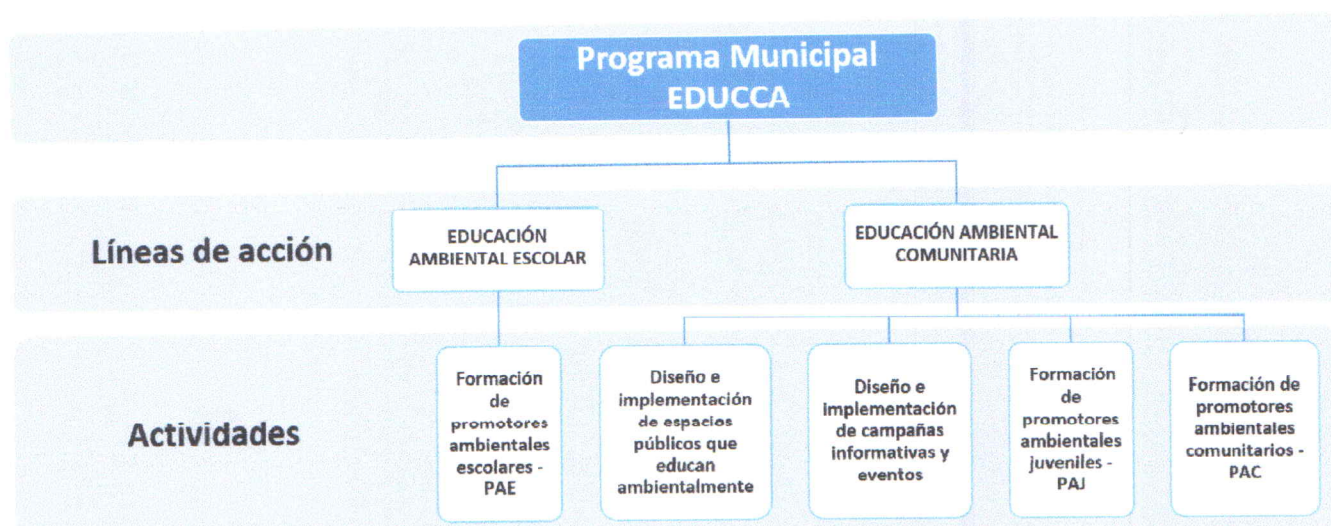 Programa Municipal
EDUCCA
Líneas de acción
EDUCACIÓN
AMBIENTAL ESCOLAR
EDUCACIÓN AMBIENTAL
COMUNITARIA
Actividades
Formación
de
promotores
ambientales
escolares -
PAE
Diseño e
implementación
de espacios
públicos que
educan
ambientalmente
Diseño e
implementación
de campañas
informativas y
eventos
Formación
de
promotores
ambientales
juveniles -
PAJ
Formación de
promotores
ambientales
comunitarios -
PAC